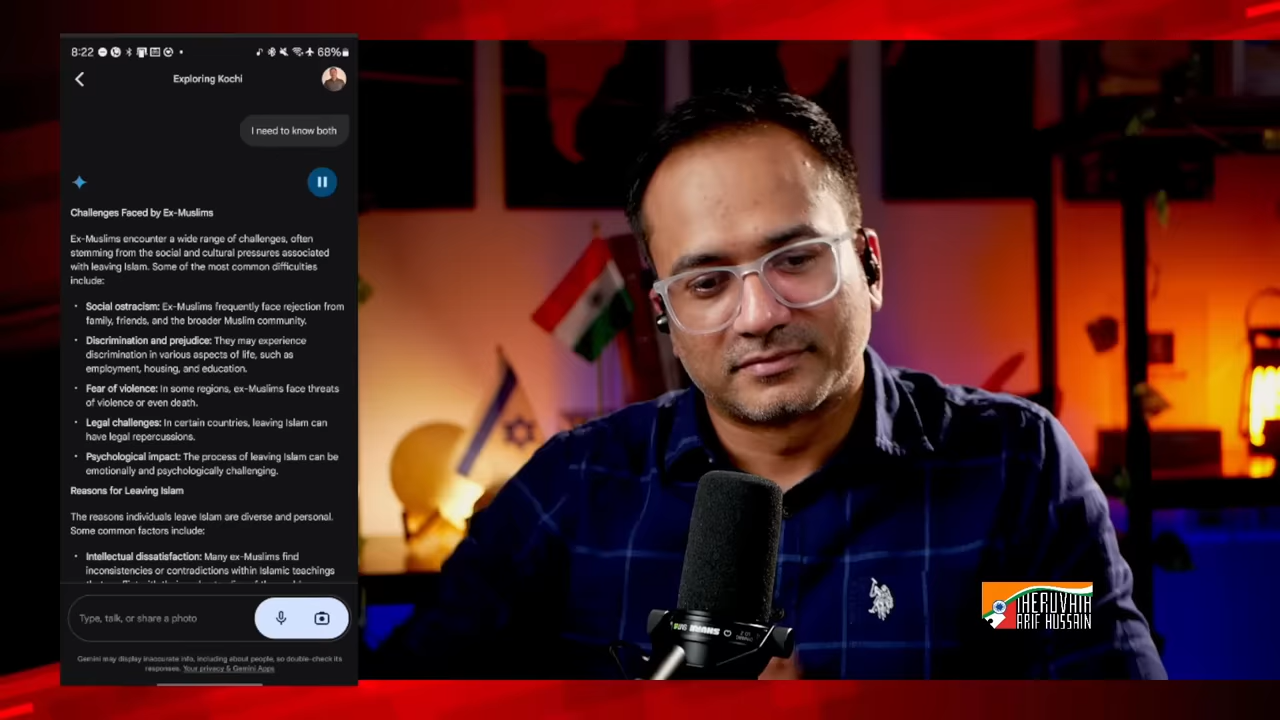 8:22
68%
Exploring Kochi
I need to know both
Challenges Faced by Ex-Muslims
Ex-Muslims encounter a wide range of challenges, often
stemming from the social and cultural pressures associated
with leaving Islam. Some of the most common difficulties
include:
• Social ostracism: Ex-Muslims frequently face rejection from
family, friends, and the broader Muslim community.
• Discrimination and prejudice: They may experience
discrimination in various aspects of life, such as
employment, housing, and education.
• Fear of violence: In some regions, ex-Muslims face threats
of violence or even death.
• Legal challenges: In certain countries, leaving Islam can
have legal repercussions.
• Psychological impact: The process of leaving Islam can be
emotionally and psychologically challenging.
Reasons for Leaving Islam
The reasons individuals leave Islam are diverse and personal.
Some common factors include:
• Intellectual dissatisfaction: Many ex-Muslims find
inconsistencies or contradictions within Islamic teachings
Type, talk, or share a photo
Gemini may display inaccurate info, including about people, so double-check its
responses. Your privacy & Gemini Apps
SHURE
THERUVATH
ARIF HUSSAIN